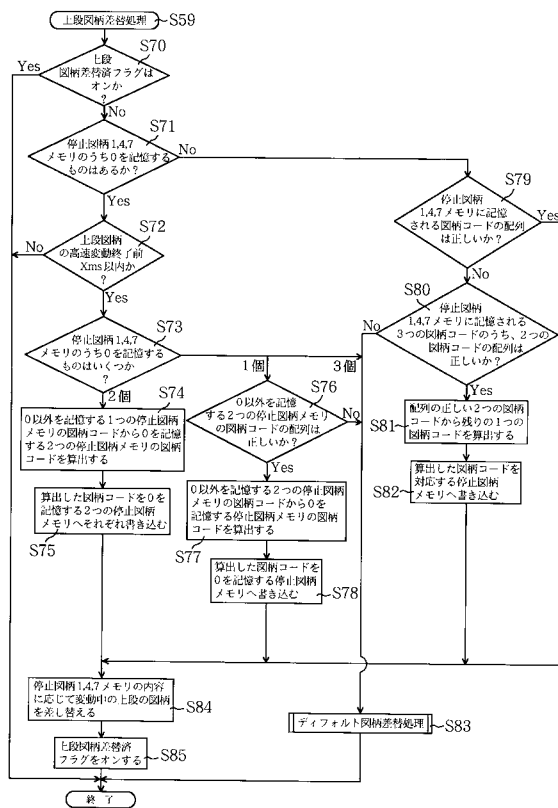 上段図柄差替処理
S59
S70
上段
図柄差替済フラグは
オンか
?
Yes
No
S71
停止図柄1,4,7
メモリのうち0を記憶する
ものはあるか?
No
Yes
S72
上段図柄
の高速変動終了前
Xms以内か
?
No
Yes
S73
停止図柄1,4,7
メモリのうち0を記憶する
ものはいくつか
?
1個
3個
2個
S74
0以外を記憶する1つの停止図柄
メモリの図柄コードから0を記憶す
る2つの停止図柄メモリの図柄
コードを算出する
算出した図柄コードを0を
記憶する2つの停止図柄
メモリへそれぞれ書き込む
S75
S76
0以外を記憶
する2つの停止図柄メモリ
の図柄コードの配列は
正しいか?
No
Yes
0以外を記憶する2つの停止図柄
メモリの図柄コードから0を記憶
する停止図柄メモリの図柄
コードを算出する
S77
算出した図柄コードを
0を記憶する停止図柄
メモリへ書き込む
S78
S79
停止図柄
1,4,7メモリに記憶
される図柄コードの配列
は正しいか?
Yes
No
S80
停止図柄
1,4,7メモリに記憶される
3つの図柄コードのうち、2つの
図柄コードの配列は
正しいか?
No
Yes
S81
配列の正しい2つの図柄
コードから残りの1つの
図柄コードを算出する
S82
算出した図柄コードを
対応する停止図柄
メモリへ書き込む
停止図柄1,4,7メモリの内容
に応じて変動中の上段の図柄
を差し替える
S84
ディフォルト図柄差替処理
S83
上段図柄差替済
フラグをオンする
S85
終了